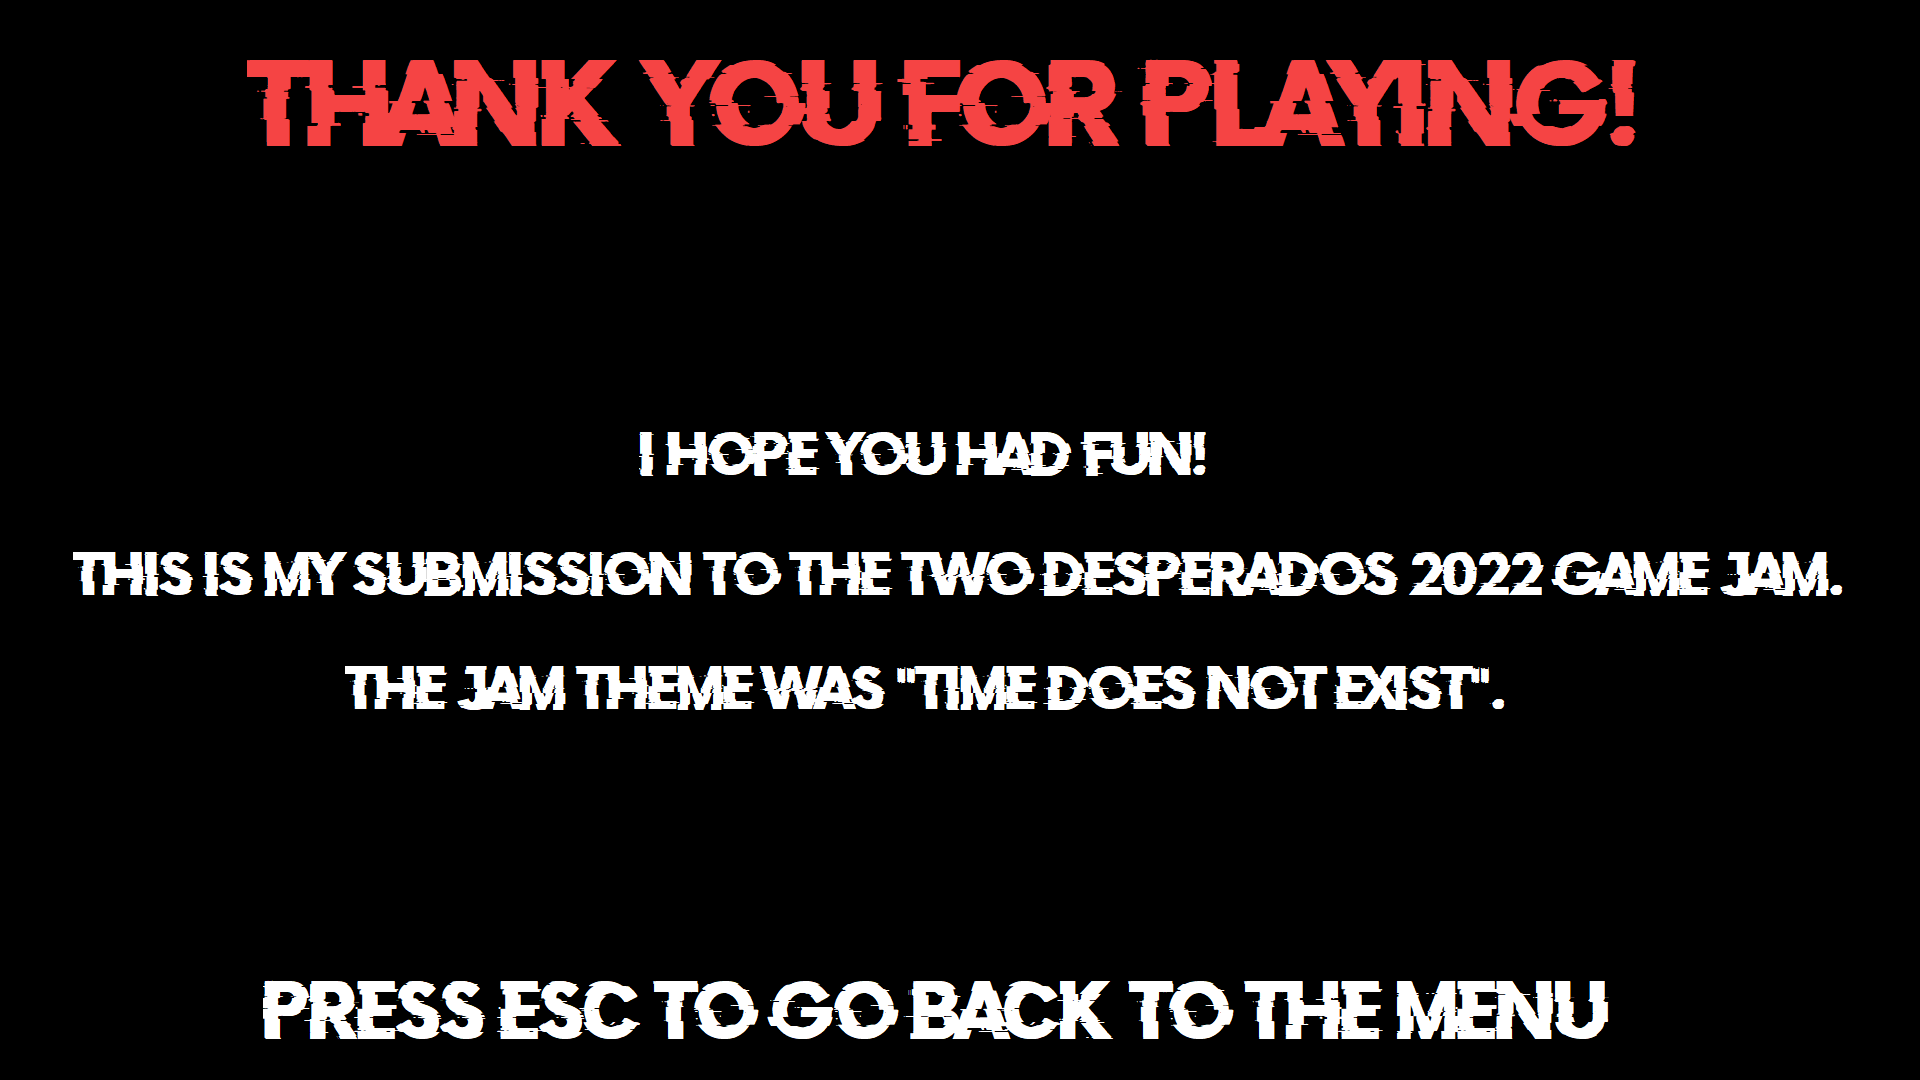 THANK YOU FOR PLAYING!
I HOPE YOU HAD FUN!
THIS IS MY SUBMISSION TO THE TWO DESPERADOS 2022 GAME JAM.
THE JAM THEME WAS "TIME DOES NOT EXIST".
PRESS ESC TO GO BACK TO THE MENU